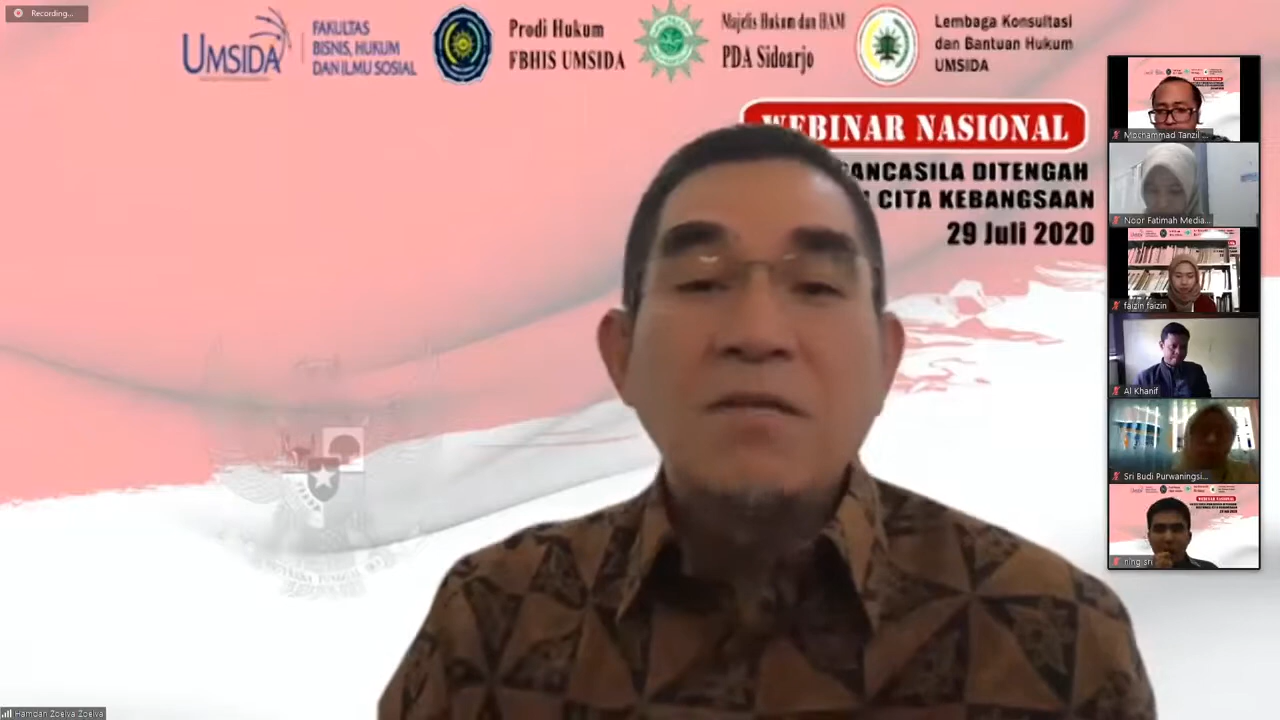 Recording...
UMSIDA
FAKULTAS
BISNIS, HUKUM
DAN ILMU SOSIAL
Prodi Hukum
FBHIS UMSIDA
Majelis Hukum dan HAM
PDA Sidoarjo
Lembaga Konsultasi
dan Bantuan Hukum
UMSIDA
WEBINAR NASIONAL
ANCASILA DITENGAH
CITA KEBANGSAAN
29 Juli 2020
Mochammad Tanzil ...
Noor Fatimah Media...
faizin faizin
Al Khanif
Sri Budi Purwaningsi...
ning sri
Hamdan Zoelva Zoelva